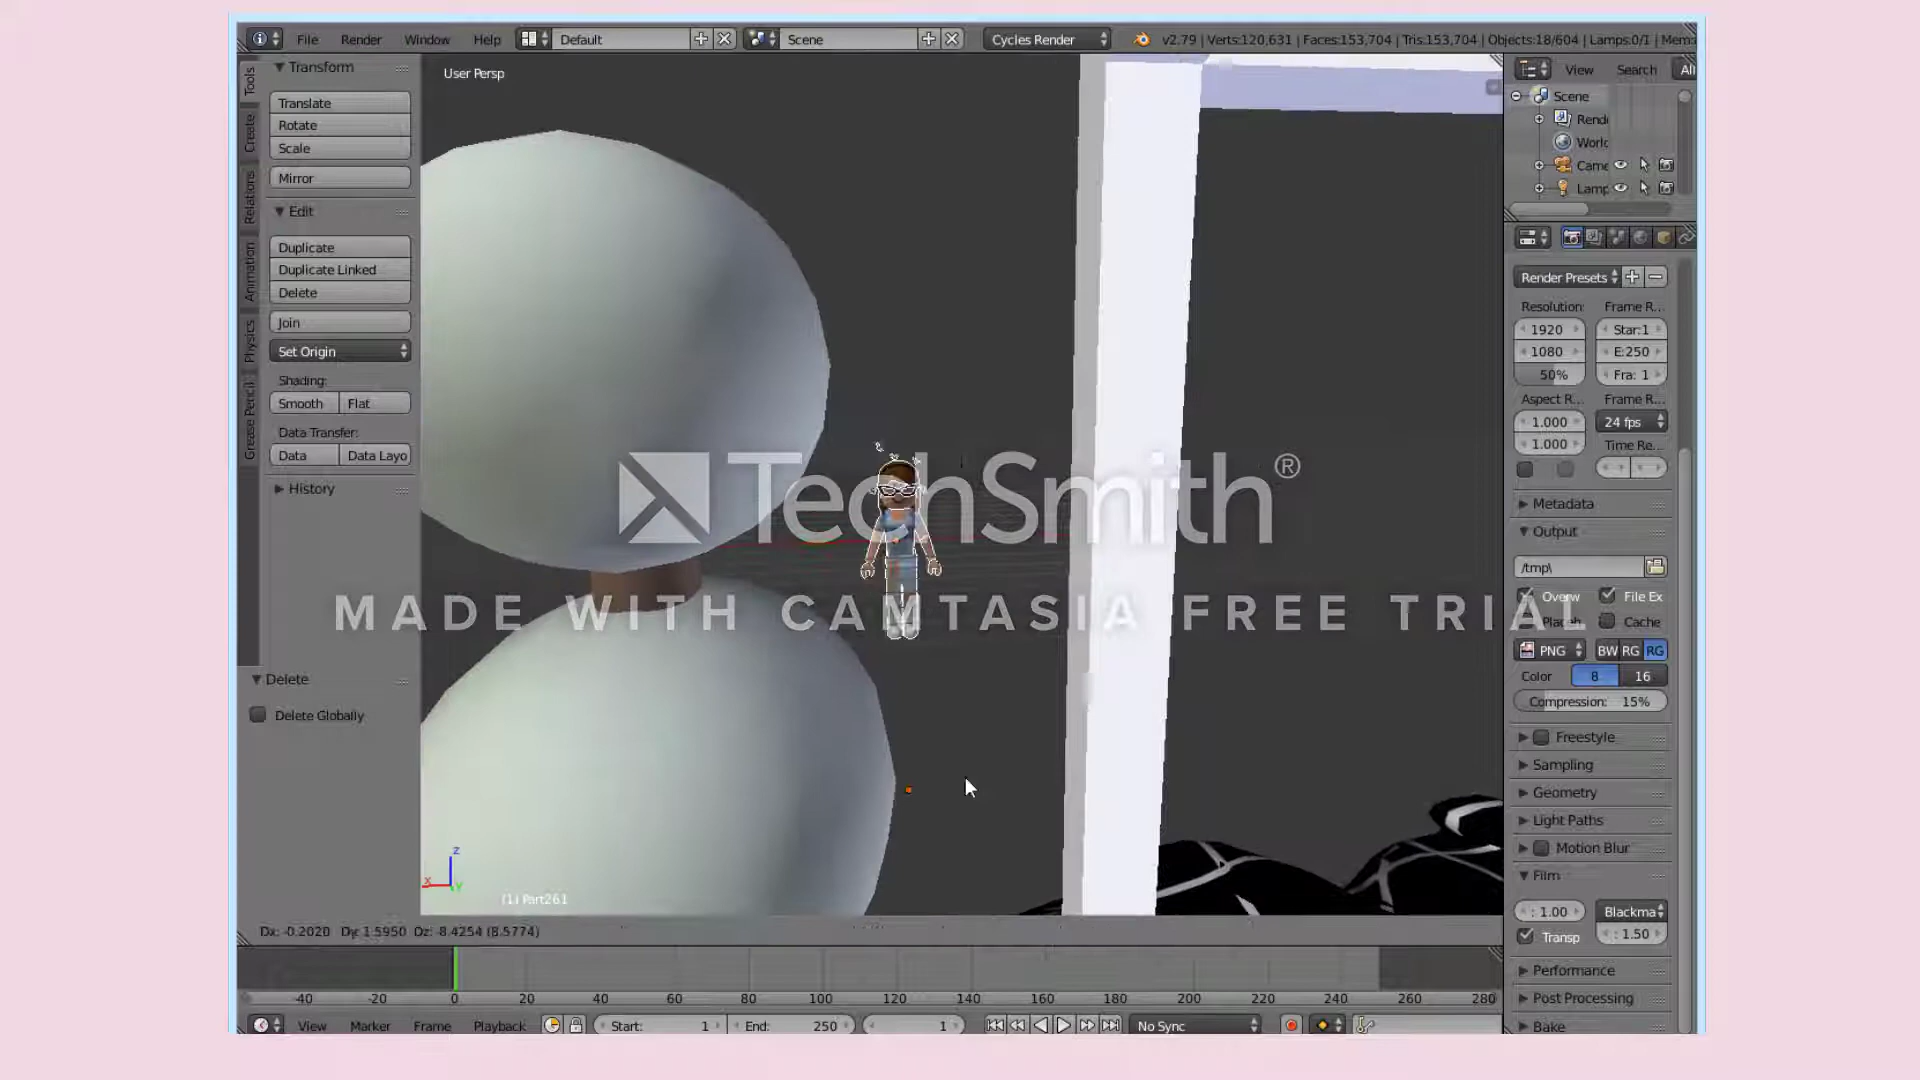 File Render Window Help Default Scene Cycles Render v2.79 | Verts:120,631 | Faces:153,704 | Tris:153,704 | Objects:18/604 | Lamps:0/1 | Mem
Tools
Create
Relations
Animation
Physics
Grease Pencil
Transform
Translate
Rotate
Scale
Mirror
Edit
Duplicate
Duplicate Linked
Delete
Join
Set Origin
Shading:
Smooth Flat
Data Transfer:
Data Data Layo
History
Delete
Delete Globally
User Persp
TechSmith®
MADE WITH CAMTASIA FREE TRIAL
z
x
Y
(1) Part261
Dx: -0.2020 Dy: 1.5950 Dz: -8.4254 (8.5774)
View Search All
Scene
Rend
World
Came
Lamp
Render Presets
Resolution: Frame R...
1920 Star:1
1080 E:250
50% Fra: 1
Aspect R... Frame R...
1.000 24 fps
1.000 Time Re...
Metadata
Output
/tmp\
Overw File Ex
Placeh Cache
PNG BW RG RG
Color 8 16
Compression: 15%
Freestyle
Sampling
Geometry
Light Paths
Motion Blur
Film
: 1.00 Blackma
Transp : 1.50
Performance
Post Processing
Bake
-40 -20 0 20 40 60 80 100 120 140 160 180 200 220 240 260 280
View Marker Frame Playback Start: 1 End: 250 1 No Sync